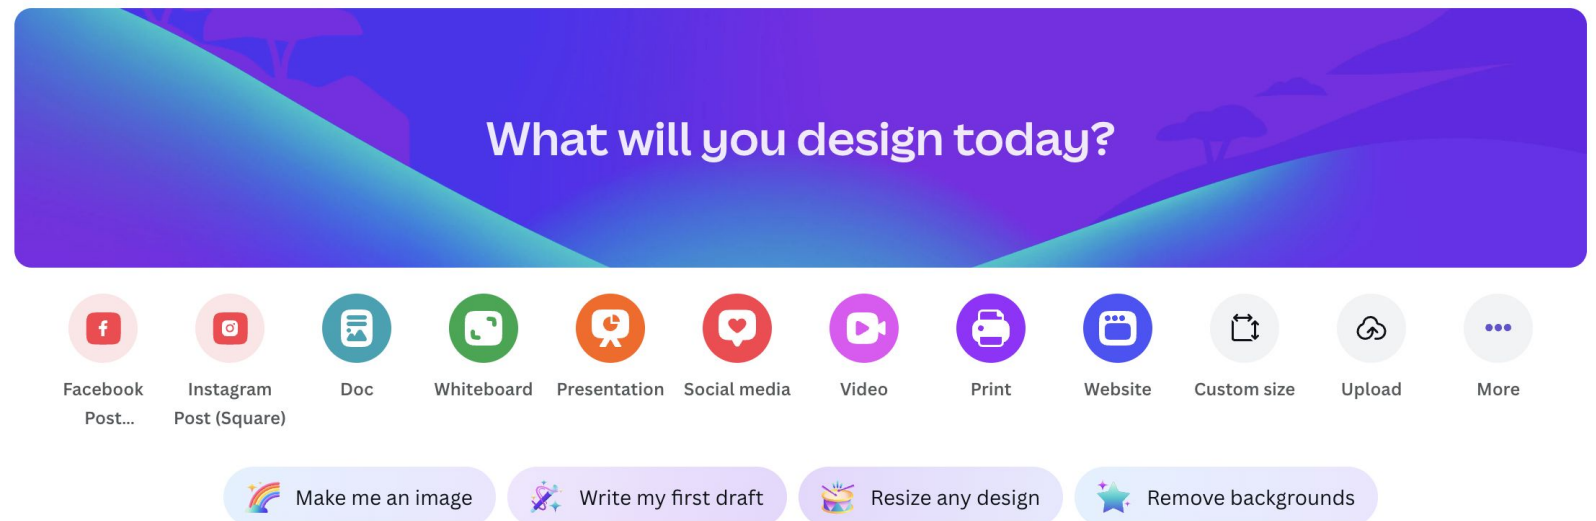 What will you design today?
Facebook Post...
Instagram Post (Square)
Doc
Whiteboard
Presentation
Social media
Video
Print
Website
Custom size
Upload
More
Make me an image
Write my first draft
Resize any design
Remove backgrounds